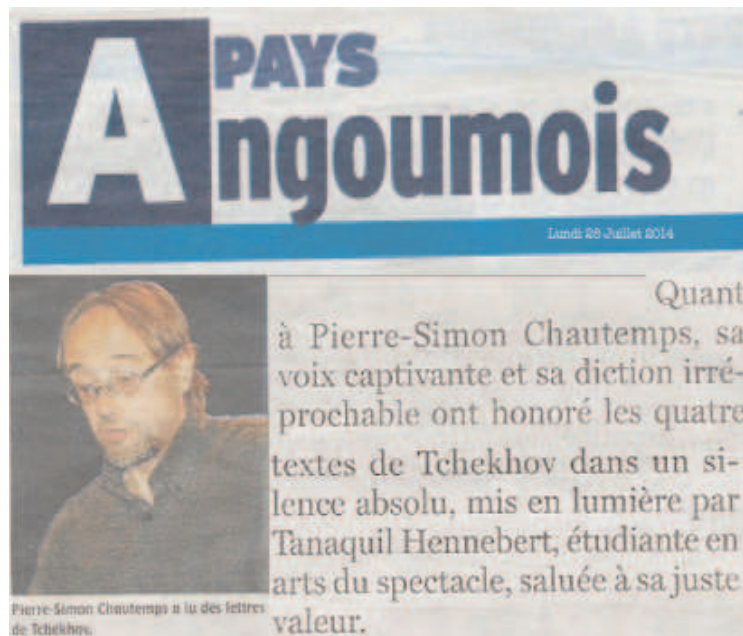 PAYS
Angoumois
Lundi 28 Juillet 2014
Quant
à Pierre-Simon Chautemps, sa
voix captivante et sa diction irré-
prochable ont honoré les quatre
textes de Tchekhov dans un si-
lence absolu, mis en lumière par
Tanaquil Hennebert, étudiante en
arts du spectacle, saluée à sa juste
valeur.
Pierre-Simon Chautemps a lu des lettres
de Tchekhov.